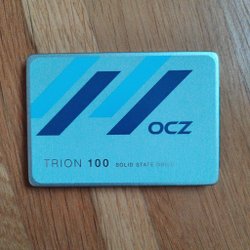 OCZ
TRION 100 SOLID STATE DRIVE